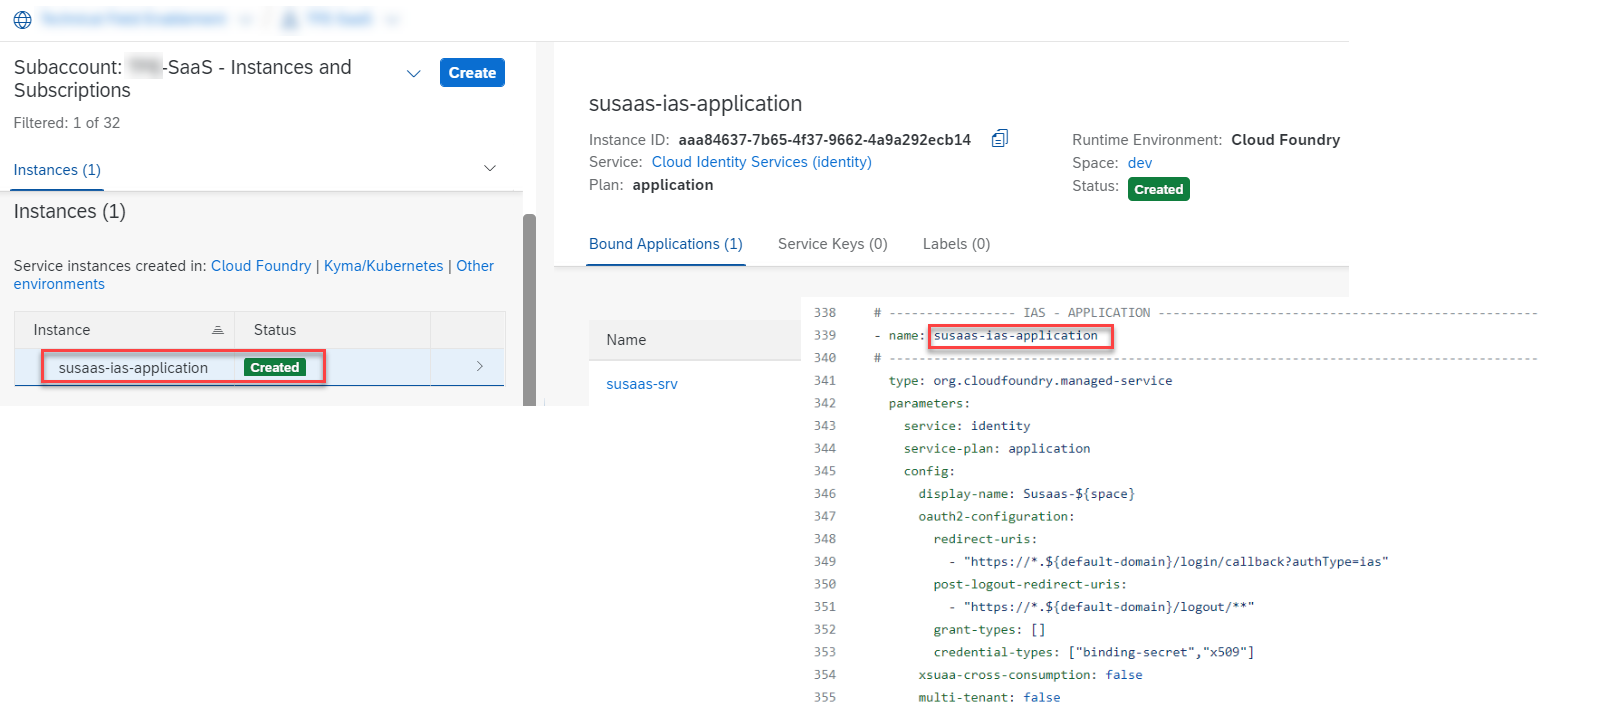 Subaccount: -SaaS - Instances and
Subscriptions
Create
Filtered: 1 of 32
Instances (1)
Instances (1)
Service instances created in: Cloud Foundry | Kyma/Kubernetes | Other
environments
Instance Status
susaas-ias-application Created
susaas-ias-application
Instance ID: aaa84637-7b65-4f37-9662-4a9a292ecb14
Service: Cloud Identity Services (identity)
Plan: application
Runtime Environment: Cloud Foundry
Space: dev
Status: Created
Bound Applications (1) Service Keys (0) Labels (0)
Name
susaas-srv
338 # ----------------- IAS - APPLICATION ---------------------------------------------------
339 - name: susaas-ias-application
340 # ---------------------------------------------------------------------------------------
341 type: org.cloudfoundry.managed-service
342 parameters:
343 service: identity
344 service-plan: application
345 config:
346 display-name: Susaas-${space}
347 oauth2-configuration:
348 redirect-uris:
349 - "https://*.${default-domain}/login/callback?authType=ias"
350 post-logout-redirect-uris:
351 - "https://*.${default-domain}/logout/**"
352 grant-types: []
353 credential-types: ["binding-secret","x509"]
354 xsuaa-cross-consumption: false
355 multi-tenant: false